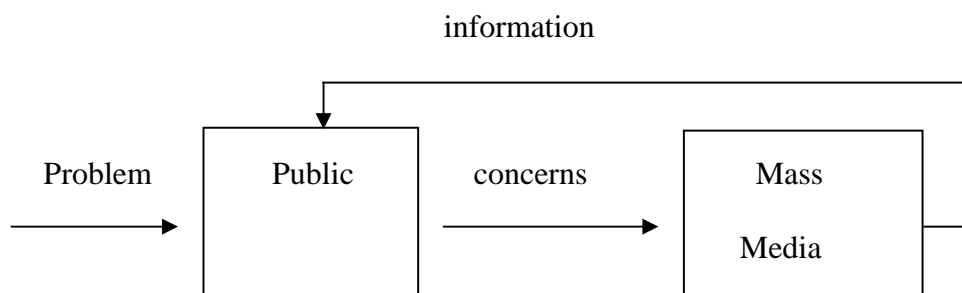 information
Problem
Public
concerns
Mass
Media